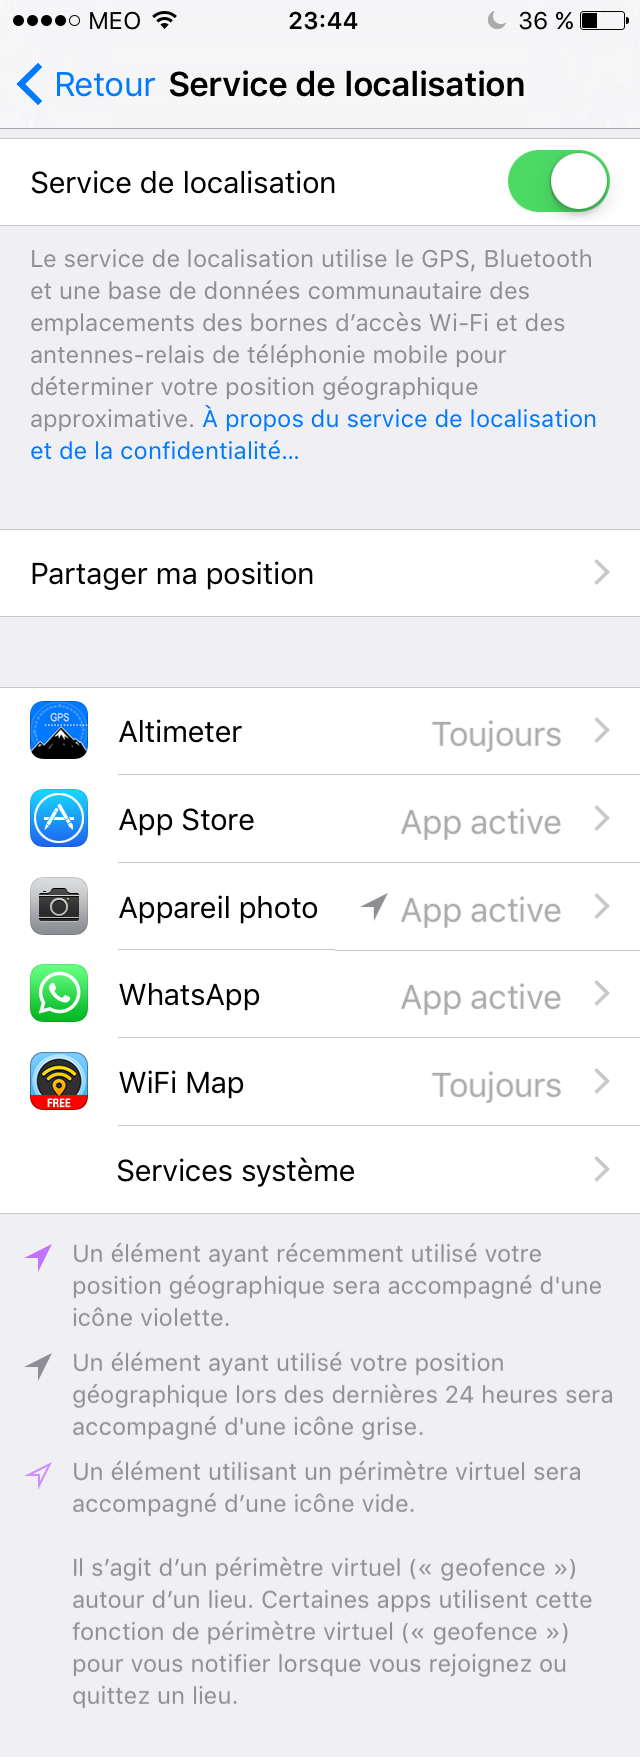 MEO 23:44 36 %
Retour Service de localisation
Service de localisation
Le service de localisation utilise le GPS, Bluetooth
et une base de données communautaire des
emplacements des bornes d’accès Wi-Fi et des
antennes-relais de téléphonie mobile pour
déterminer votre position géographique
approximative. À propos du service de localisation
et de la confidentialité...
Partager ma position
GPS
Altimeter Toujours
App Store App active
Appareil photo App active
WhatsApp App active
WiFi Map Toujours
FREE
Services système
Un élément ayant récemment utilisé votre
position géographique sera accompagné d'une
icône violette.
Un élément ayant utilisé votre position
géographique lors des dernières 24 heures sera
accompagné d'une icône grise.
Un élément utilisant un périmètre virtuel sera
accompagné d’une icône vide.
Il s’agit d’un périmètre virtuel (« geofence »)
autour d’un lieu. Certaines apps utilisent cette
fonction de périmètre virtuel (« geofence »)
pour vous notifier lorsque vous rejoignez ou
quittez un lieu.